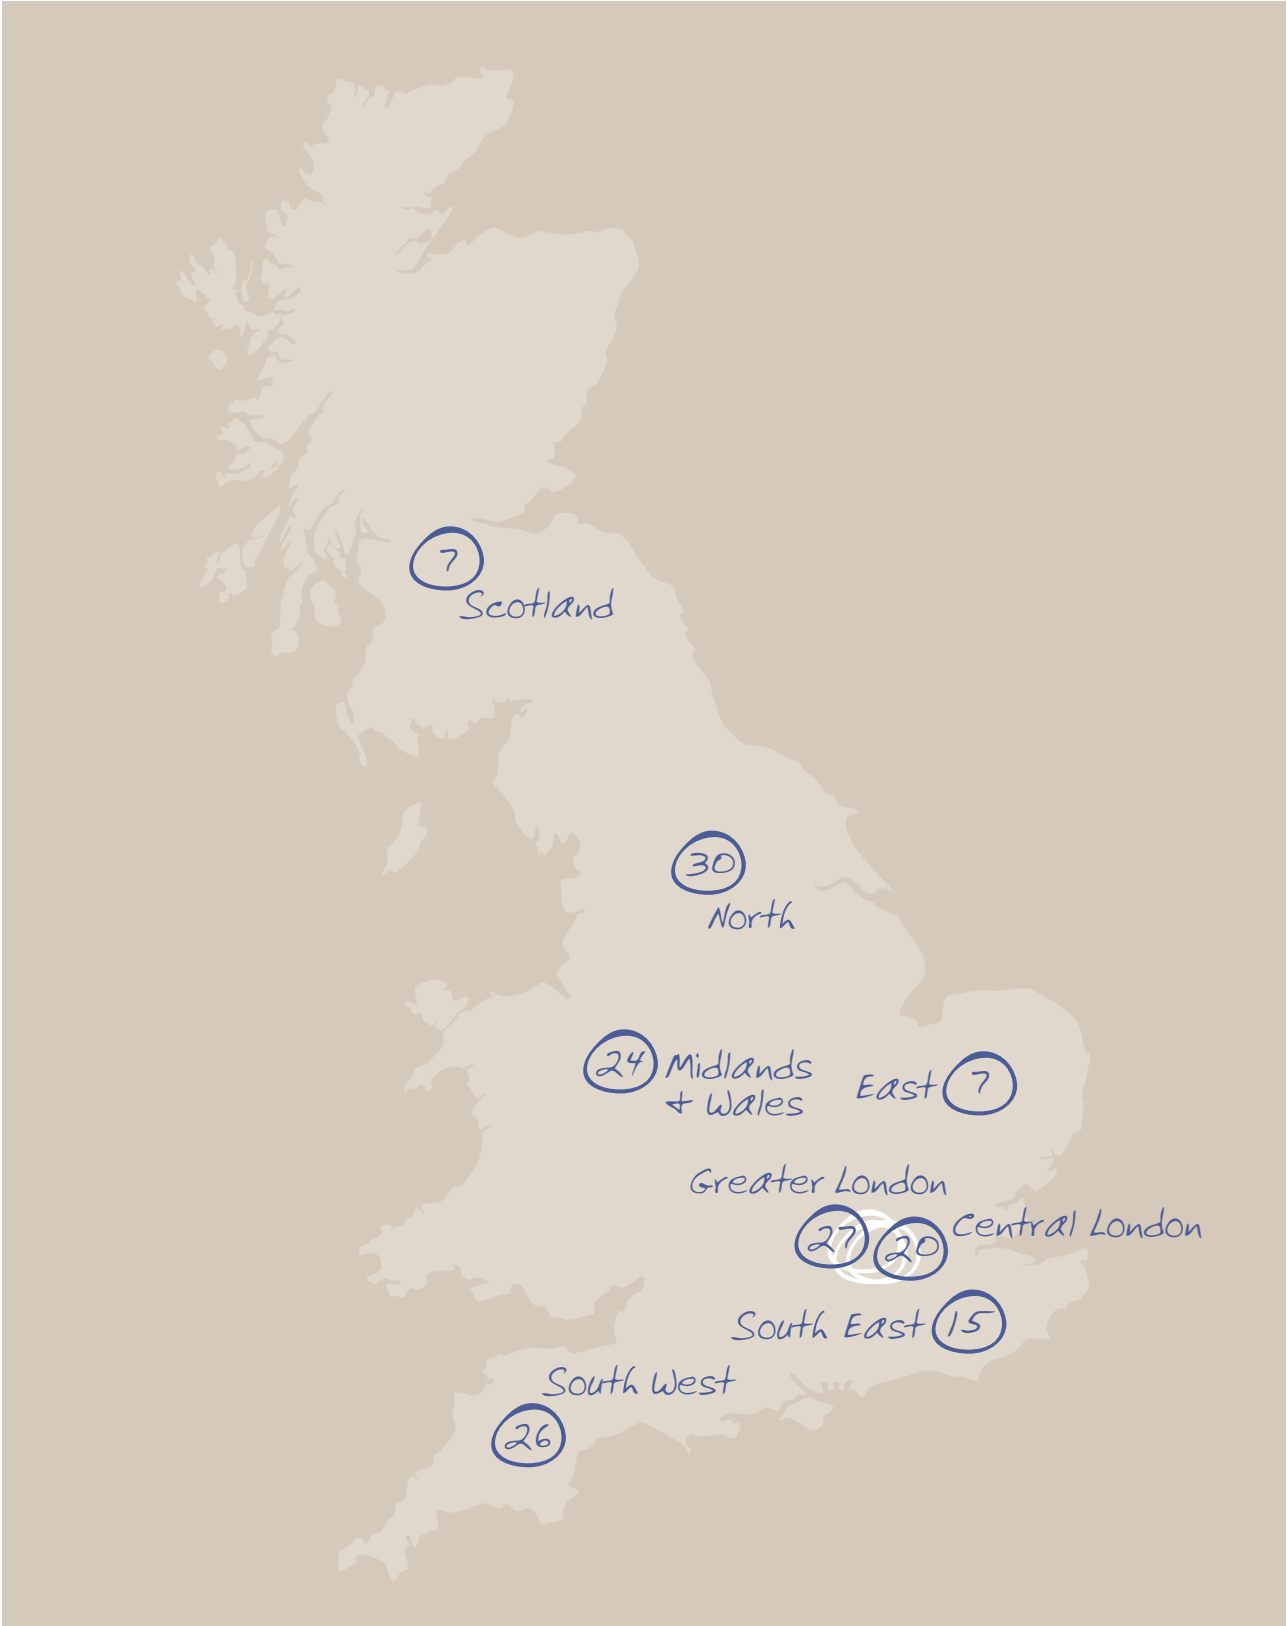 7
Scotland
30
North
24
Midlands
+ Wales
East
7
Greater London
27
20
Central London
South East
15
South West
26